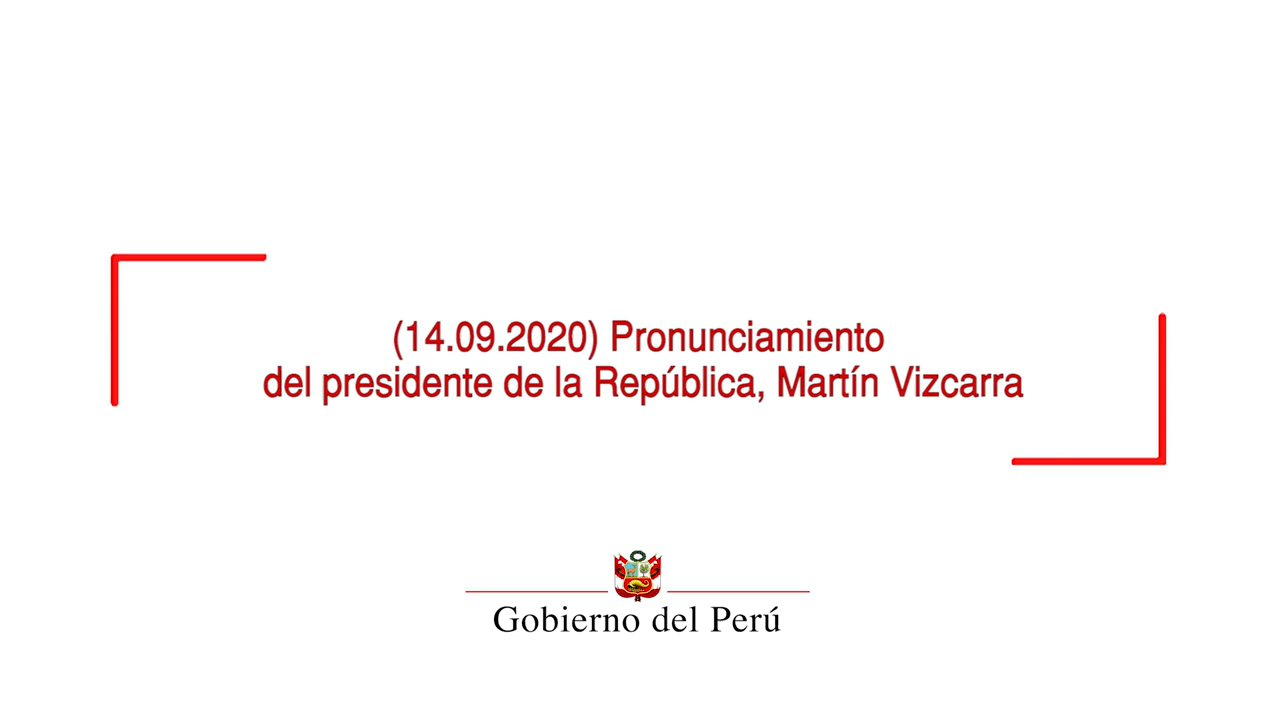 (14.09.2020) Pronunciamiento
del presidente de la República, Martín Vizcarra
Gobierno del Perú